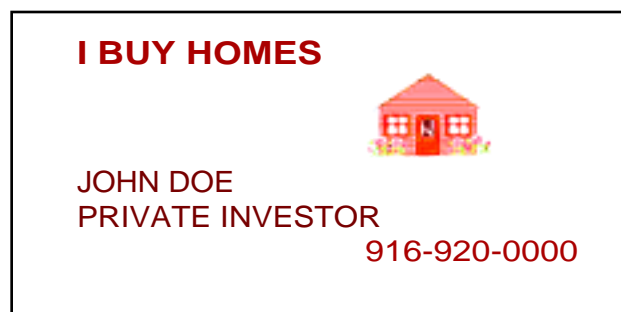 I BUY HOMES
JOHN DOE
PRIVATE INVESTOR
916-920-0000